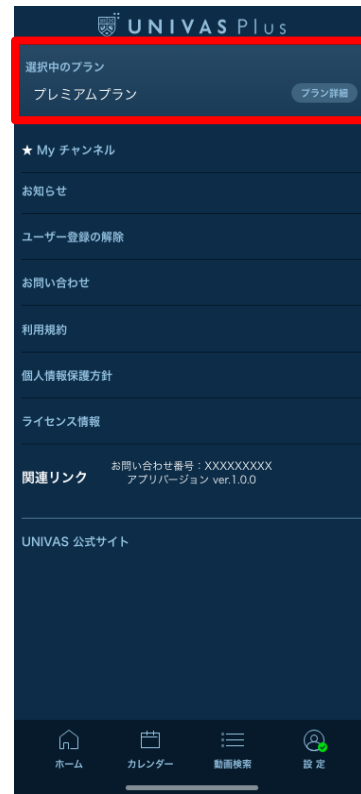 UNIVAS Plus
選択中のプラン
プレミアムプラン
プラン詳細
★ My チャンネル
お知らせ
ユーザー登録の解除
お問い合わせ
利用規約
個人情報保護方針
ライセンス情報
関連リンク
お問い合わせ番号：XXXXXXXXX
アプリバージョン ver.1.0.0
UNIVAS 公式サイト
ホーム
カレンダー
動画検索
設 定